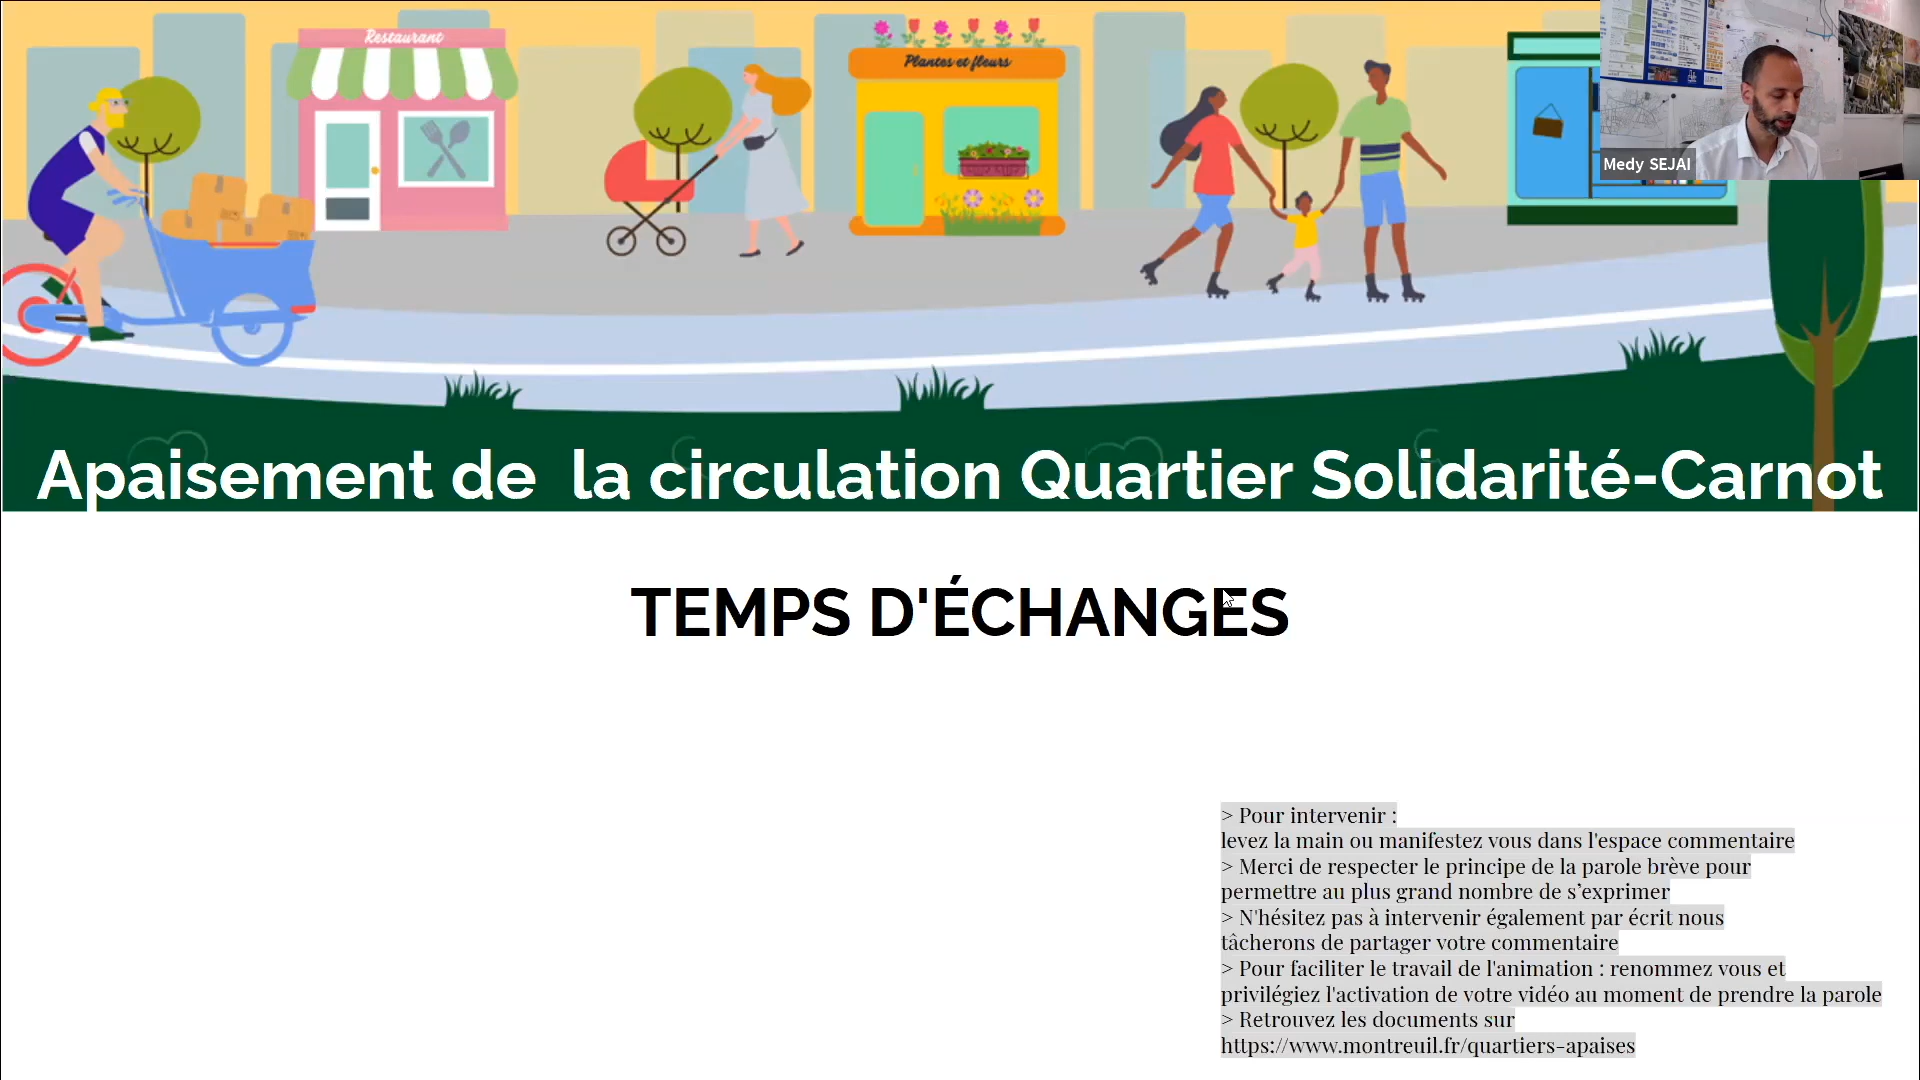 Restaurant
Plantes et fleurs
Medy SEJAI
Apaisement de  la circulation Quartier Solidarité-Carnot
TEMPS D'ÉCHANGES
> Pour intervenir :
levez la main ou manifestez vous dans l'espace commentaire
> Merci de respecter le principe de la parole brève pour
permettre au plus grand nombre de s’exprimer
> N'hésitez pas à intervenir également par écrit nous
tâcherons de partager votre commentaire
> Pour faciliter le travail de l'animation : renommez vous et
privilégiez l'activation de votre vidéo au moment de prendre la parole
> Retrouvez les documents sur
https://www.montreuil.fr/quartiers-apaises